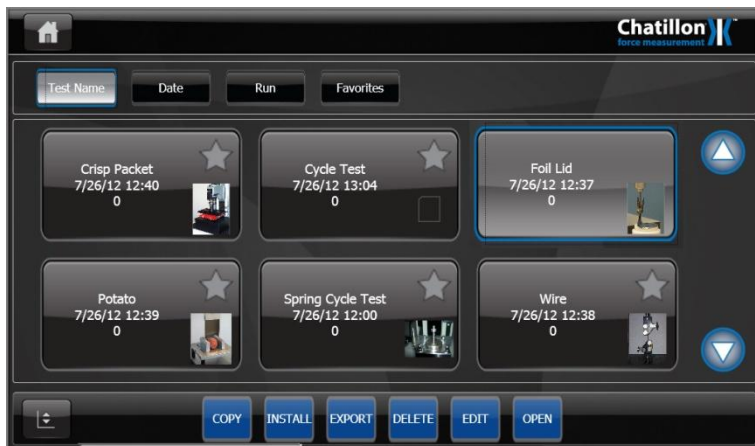 Chatillon™
force measurement
Test Name
Date
Run
Favorites
Crisp Packet
7/26/12 12:40
0
Cycle Test
7/26/12 13:04
0
Foil Lid
7/26/12 12:37
0
Potato
7/26/12 12:39
0
Spring Cycle Test
7/26/12 12:00
0
Wire
7/26/12 12:38
0
COPY
INSTALL
EXPORT
DELETE
EDIT
OPEN